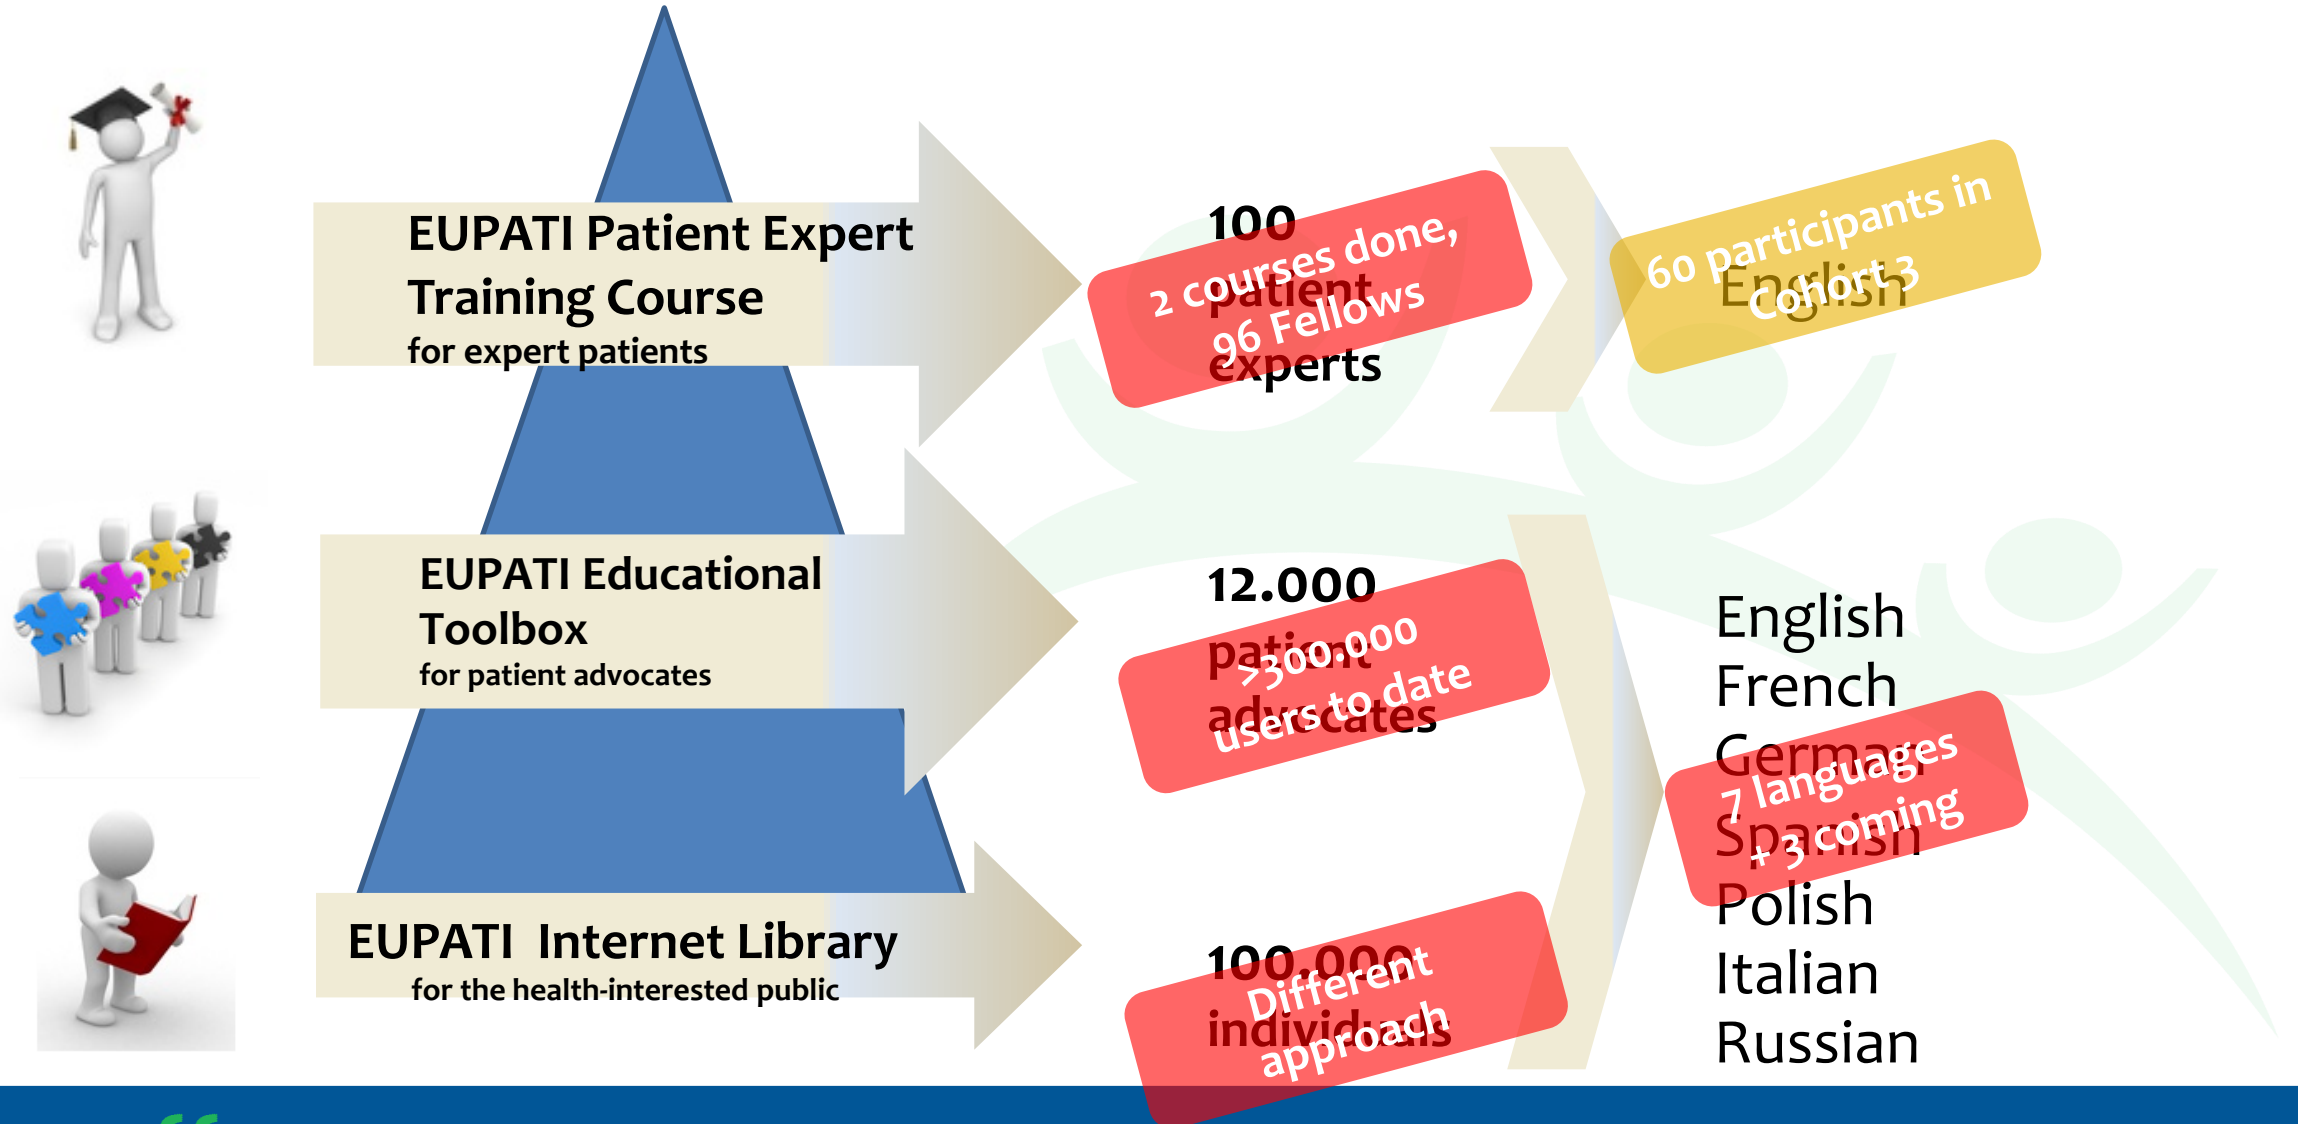 EUPATI Patient Expert
Training Course
for expert patients
100
patient
experts
2 courses done,
96 Fellows
English
60 participants in
Cohort 3
EUPATI Educational
Toolbox
for patient advocates
12.000
patient
advocates
>300.000
users to date
English
French
German
Spanish
Polish
Italian
Russian
7 languages
+ 3 coming
EUPATI Internet Library
for the health-interested public
100.000
individuals
Different
approach